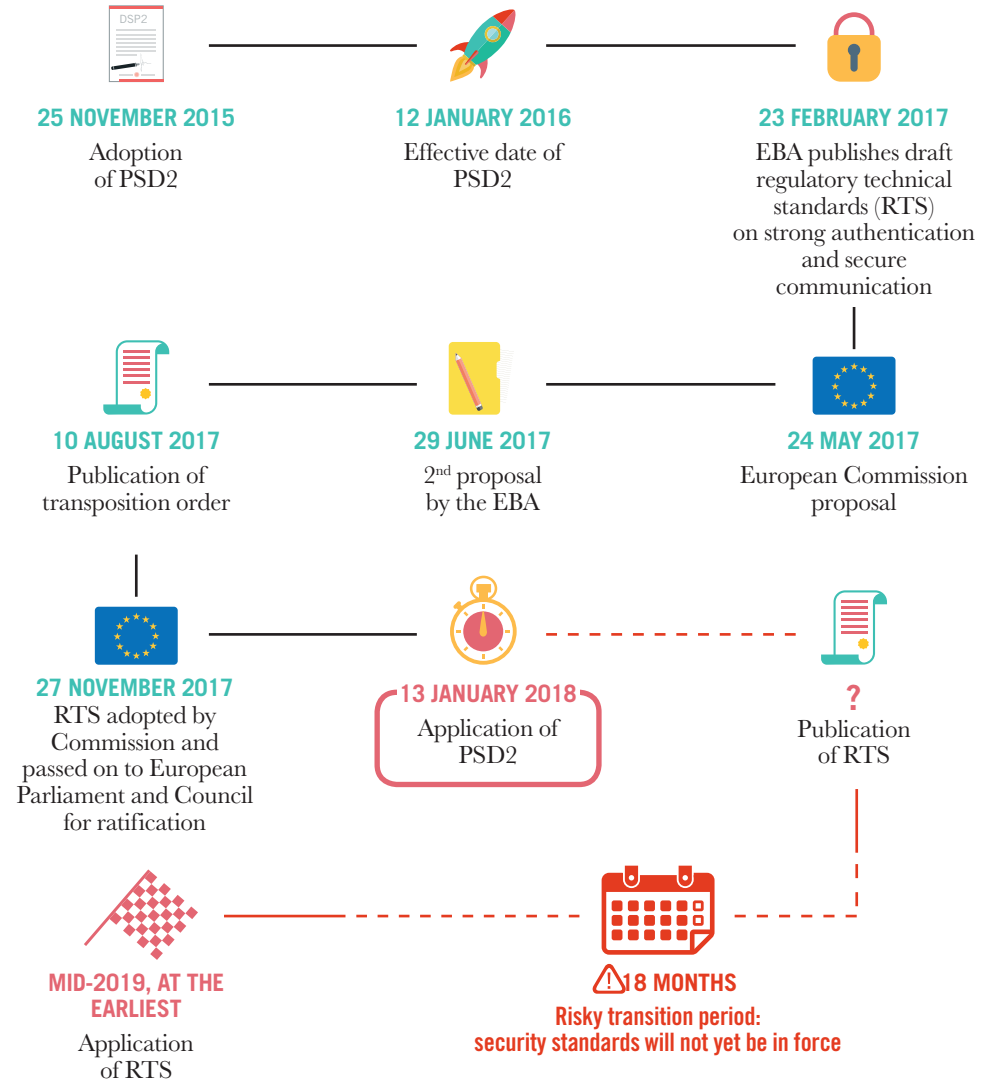 DSP2
25 NOVEMBER 2015
Adoption
of PSD2
12 JANUARY 2016
Effective date of
PSD2
23 FEBRUARY 2017
EBA publishes draft
regulatory technical
standards (RTS)
on strong authentication
and secure
communication
24 MAY 2017
European Commission
proposal
29 JUNE 2017
2nd proposal
by the EBA
10 AUGUST 2017
Publication of
transposition order
27 NOVEMBER 2017
RTS adopted by
Commission and
passed on to European
Parliament and Council
for ratification
13 JANUARY 2018
Application of
PSD2
?
Publication
of RTS
18 MONTHS
Risky transition period:
security standards will not yet be in force
MID-2019, AT THE
EARLIEST
Application
of RTS